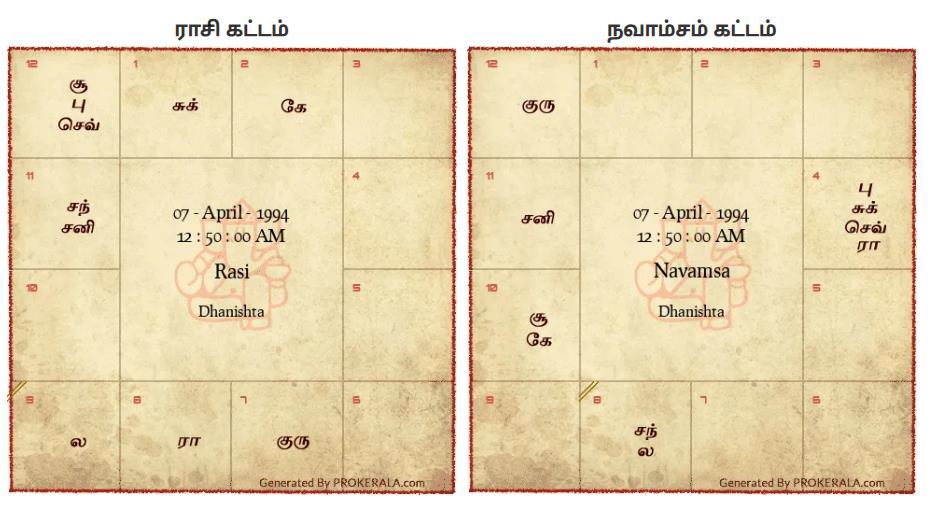 ராசி கட்டம்
12
சூ
பு
செவ்
1
சுக்
2
கே
3
11
சந்
சனி
07 - April - 1994
12 : 50 : 00 AM
Rasi
Dhanishta
4
10
5
9
ல
8
ரா
7
குரு
6
Generated By PROKERALA.com
நவாம்சம் கட்டம்
12
குரு
1
2
3
11
சனி
07 - April - 1994
12 : 50 : 00 AM
Navamsa
Dhanishta
4
பு
சுக்
செவ்
ரா
10
சூ
கே
5
9
8
சந்
ல
7
6
Generated By PROKERALA.com